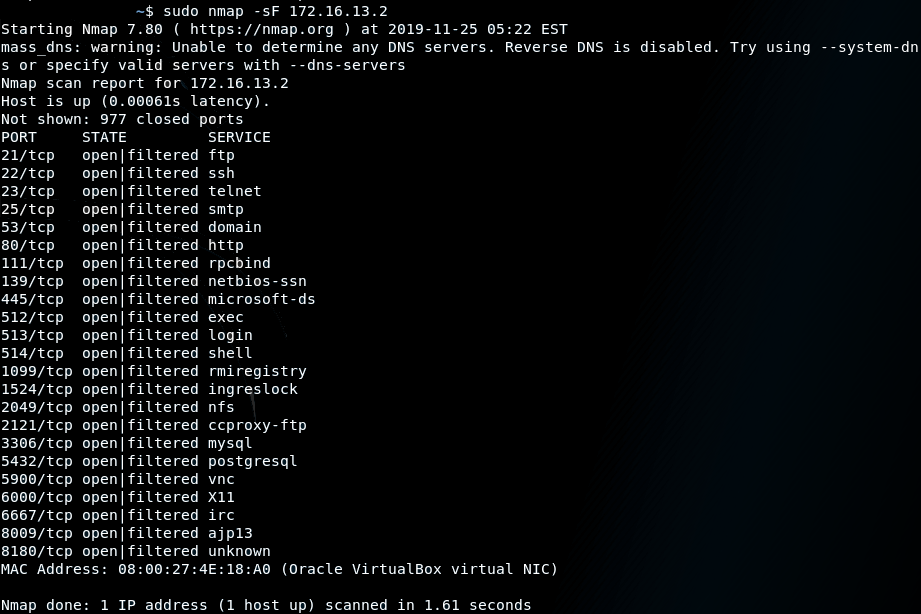 ~$ sudo nmap -sF 172.16.13.2
Starting Nmap 7.80 ( https://nmap.org ) at 2019-11-25 05:22 EST
mass_dns: warning: Unable to determine any DNS servers. Reverse DNS is disabled. Try using --system-dn
s or specify valid servers with --dns-servers
Nmap scan report for 172.16.13.2
Host is up (0.00061s latency).
Not shown: 977 closed ports
PORT     STATE         SERVICE
21/tcp   open|filtered ftp
22/tcp   open|filtered ssh
23/tcp   open|filtered telnet
25/tcp   open|filtered smtp
53/tcp   open|filtered domain
80/tcp   open|filtered http
111/tcp  open|filtered rpcbind
139/tcp  open|filtered netbios-ssn
445/tcp  open|filtered microsoft-ds
512/tcp  open|filtered exec
513/tcp  open|filtered login
514/tcp  open|filtered shell
1099/tcp open|filtered rmiregistry
1524/tcp open|filtered ingreslock
2049/tcp open|filtered nfs
2121/tcp open|filtered ccproxy-ftp
3306/tcp open|filtered mysql
5432/tcp open|filtered postgresql
5900/tcp open|filtered vnc
6000/tcp open|filtered X11
6667/tcp open|filtered irc
8009/tcp open|filtered ajp13
8180/tcp open|filtered unknown
MAC Address: 08:00:27:4E:18:A0 (Oracle VirtualBox virtual NIC)
Nmap done: 1 IP address (1 host up) scanned in 1.61 seconds